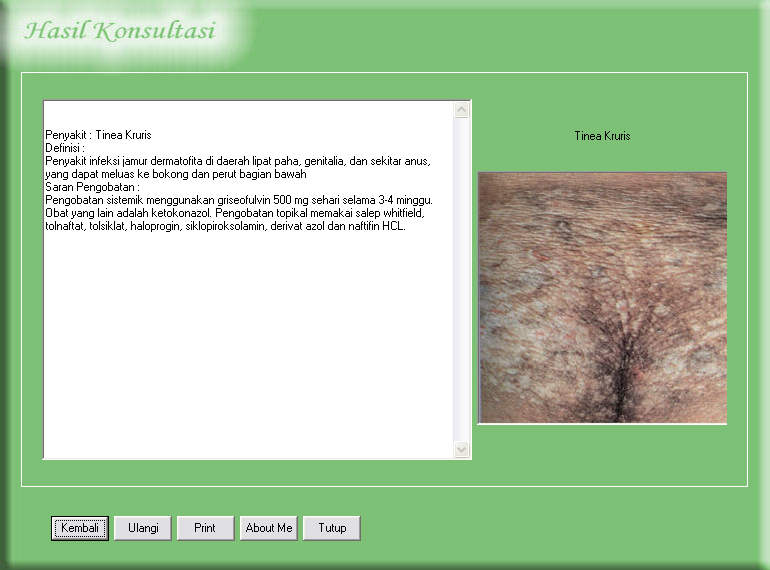 Hasil Konsultasi
Penyakit : Tinea Kruris
Definisi :
Penyakit infeksi jamur dermatofita di daerah lipat paha, genitalia, dan sekitar anus,
yang dapat meluas ke bokong dan perut bagian bawah
Saran Pengobatan :
Pengobatan sistemik menggunakan griseofulvin 500 mg sehari selama 3-4 minggu.
Obat yang lain adalah ketokonazol. Pengobatan topikal memakai salep whitfield,
tolnaftat, tolsiklat, haloprogin, siklopiroksolamin, derivat azol dan naftifin HCL.
Tinea Kruris
Kembali
Ulangi
Print
About Me
Tutup